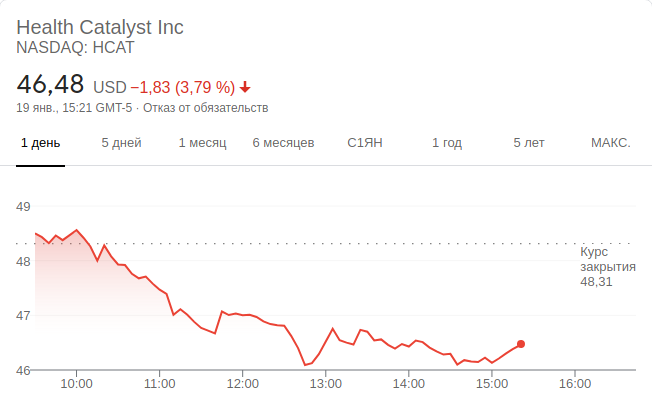 Health Catalyst Inc
NASDAQ: HCAT
46,48 USD −1,83 (3,79 %)
19 янв., 15:21 GMT-5 · Отказ от обязательств
1 день 5 дней 1 месяц 6 месяцев С1ЯН 1 год 5 лет МАКС.
49
48
47
46
Курс
закрытия
48,31
10:00 11:00 12:00 13:00 14:00 15:00 16:00